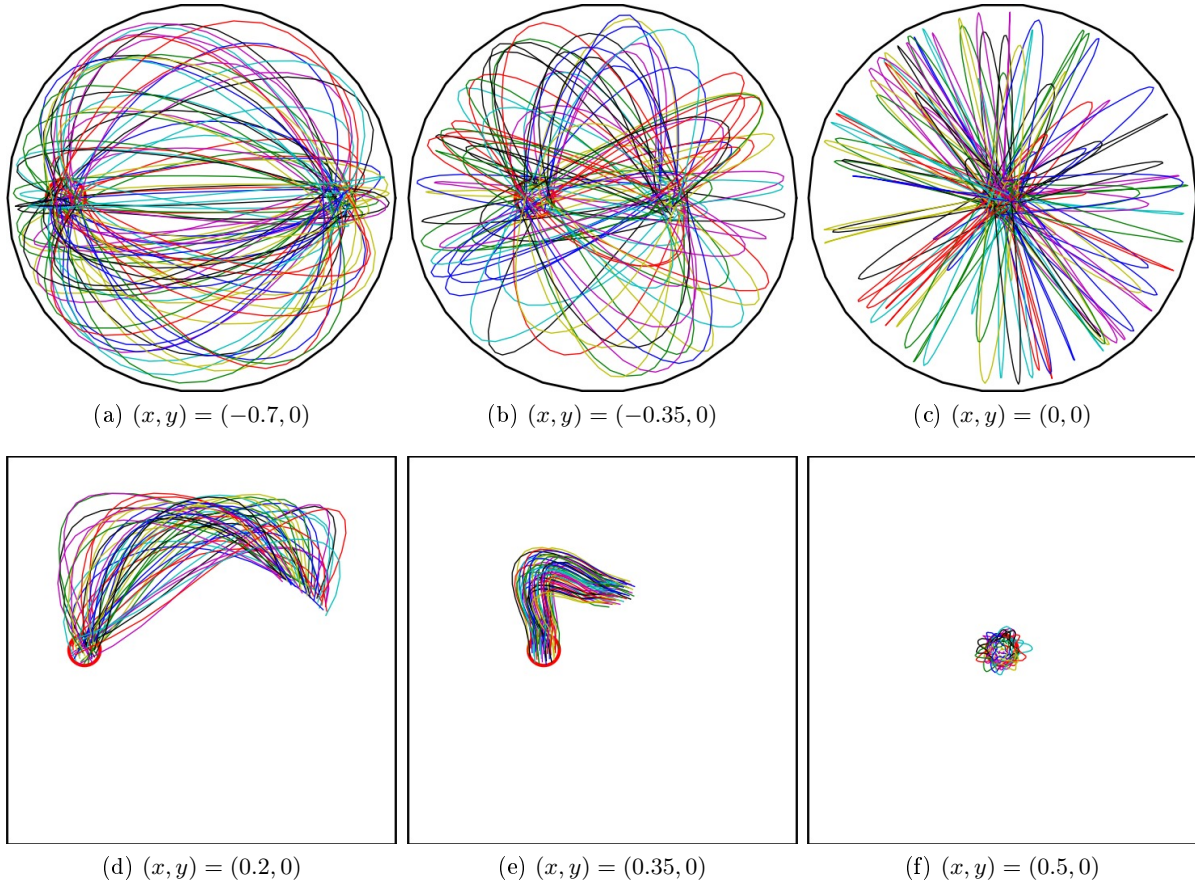 (a) (x, y) = (−0.7, 0)
(b) (x, y) = (−0.35, 0)
(c) (x, y) = (0, 0)
(d) (x, y) = (0.2, 0)
(e) (x, y) = (0.35, 0)
(f) (x, y) = (0.5, 0)